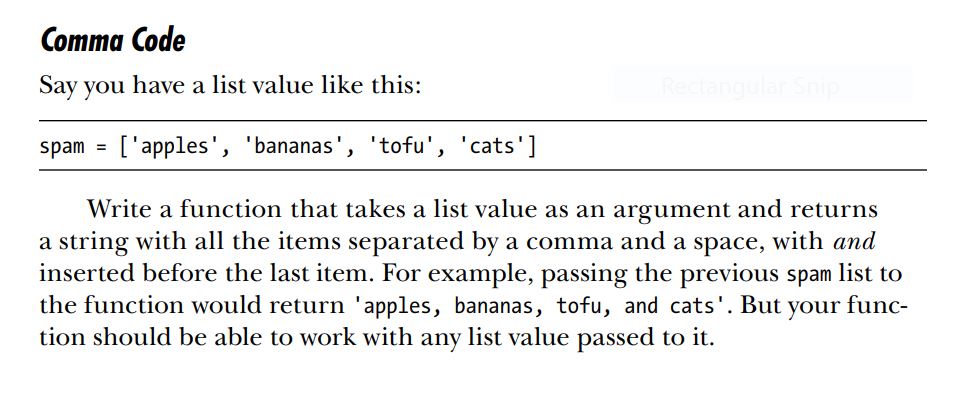 Comma Code
Say you have a list value like this:
Rectangular Snip
spam = ['apples', 'bananas', 'tofu', 'cats']
Write a function that takes a list value as an argument and returns
a string with all the items separated by a comma and a space, with and
inserted before the last item. For example, passing the previous spam list to
the function would return 'apples, bananas, tofu, and cats'. But your func-
tion should be able to work with any list value passed to it.